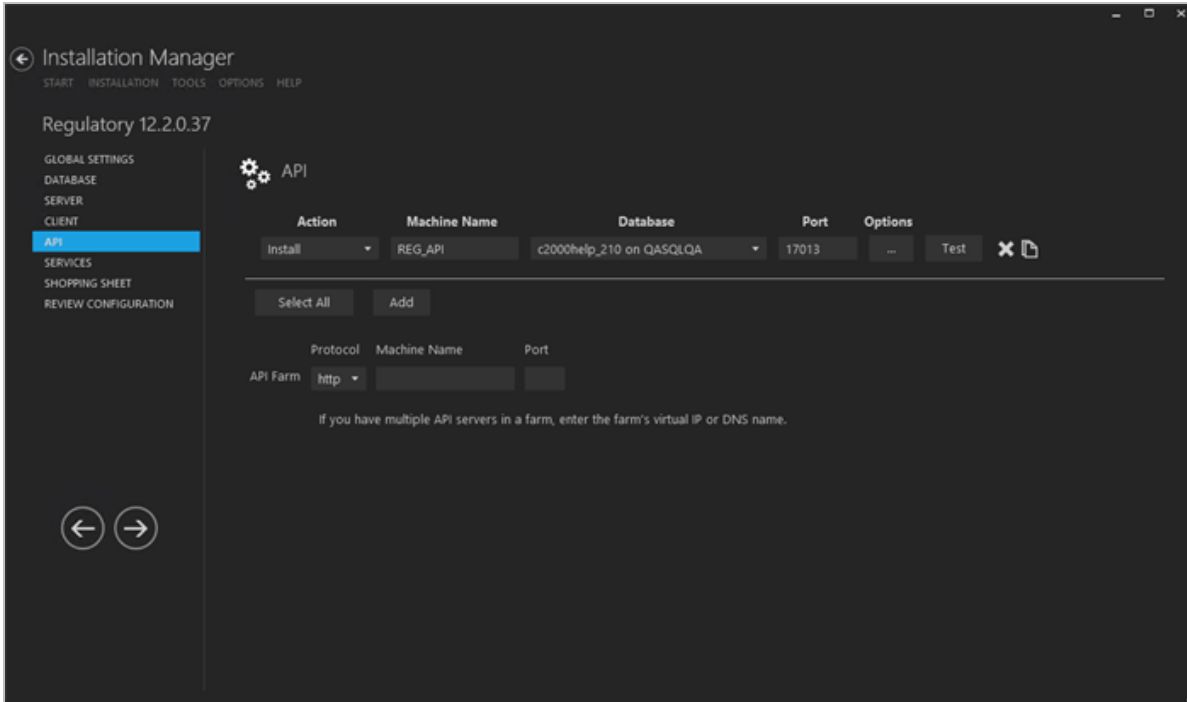 Installation Manager
START INSTALLATION TOOLS OPTIONS HELP
Regulatory 12.2.0.37
GLOBAL SETTINGS
DATABASE
SERVER
CLIENT
API
SERVICES
SHOPPING SHEET
REVIEW CONFIGURATION
API
Action Machine Name Database Port Options
Install REG_API c2000help_210 on QASQLQA 17013 ... Test
Select All Add
Protocol Machine Name Port
API Farm http
If you have multiple API servers in a farm, enter the farm's virtual IP or DNS name.